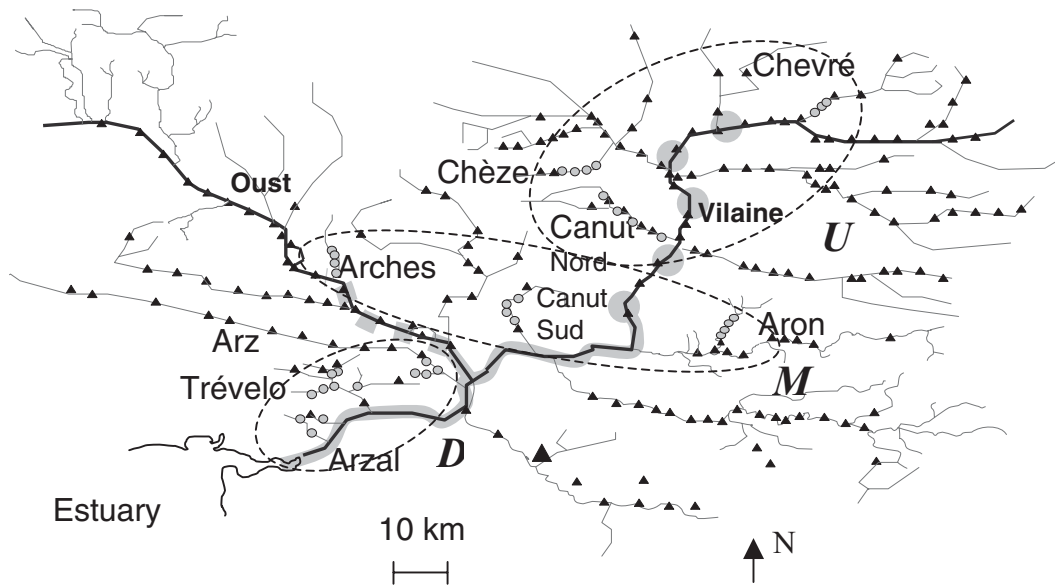 Chevré
Chèze
Oust
Vilaine
Canut
Nord
U
Arches
Canut
Sud
Aron
Arz
M
Trévelo
Arzal
D
Estuary
10 km
N